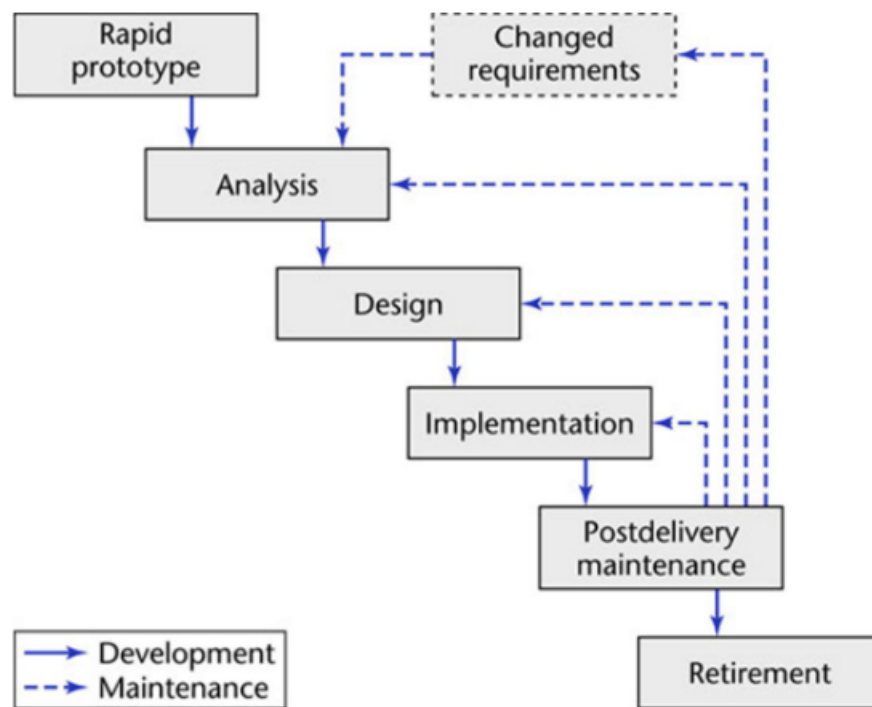 Rapid
prototype
Changed
requirements
Analysis
Design
Implementation
Postdelivery
maintenance
Retirement
Development
Maintenance